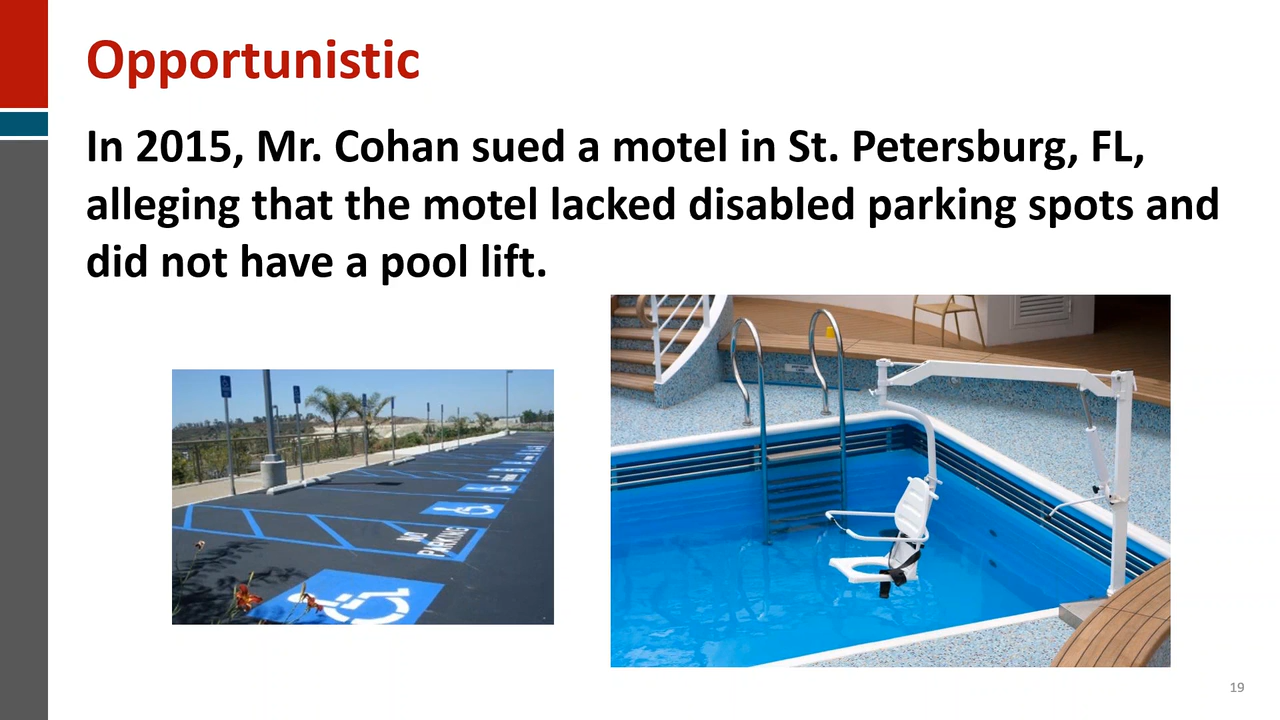 Opportunistic
In 2015, Mr. Cohan sued a motel in St. Petersburg, FL,
alleging that the motel lacked disabled parking spots and
did not have a pool lift.
NO
PARKING
19